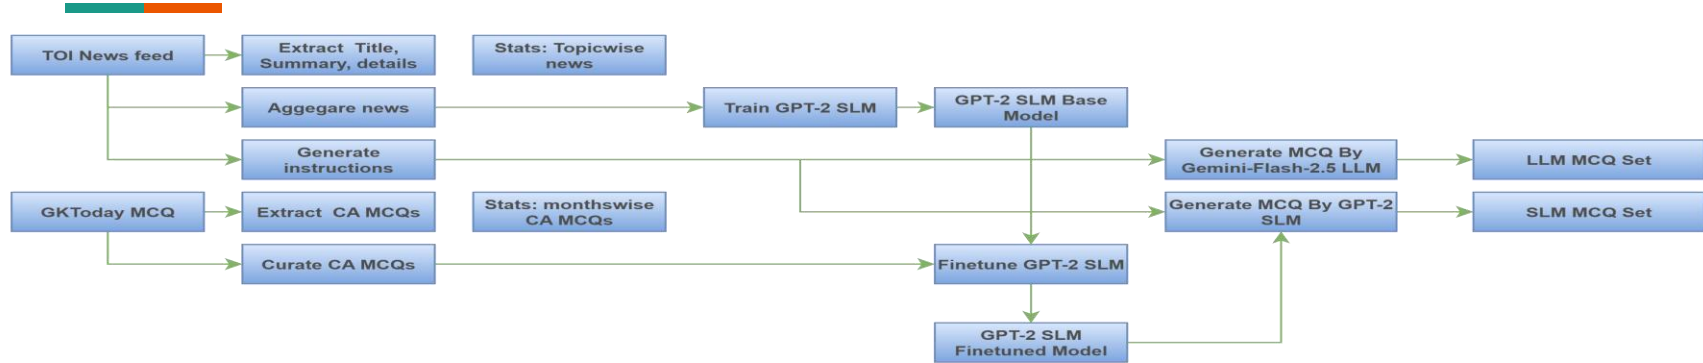 TOI News feed
Extract Title,
Summary, details
Stats: Topicwise
news
Aggegare news
Train GPT-2 SLM
GPT-2 SLM Base
Model
Generate
instructions
Generate MCQ By
Gemini-Flash-2.5 LLM
LLM MCQ Set
GKToday MCQ
Extract CA MCQs
Stats: monthswise
CA MCQs
Generate MCQ By GPT-2
SLM
SLM MCQ Set
Curate CA MCQs
Finetune GPT-2 SLM
GPT-2 SLM
Finetuned Model